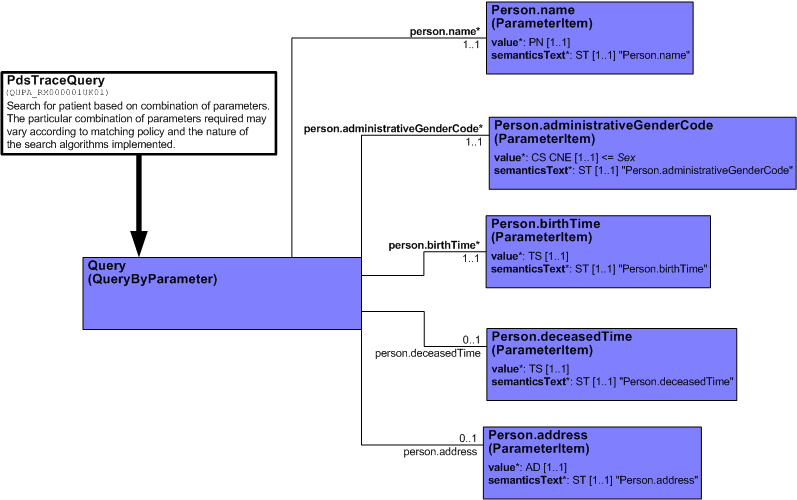 PdsTraceQuery
(QUPA_RM000001UK01)
Search for patient based on combination of parameters.
The particular combination of parameters required may
vary according to matching policy and the nature of
the search algorithms implemented.
Query
(QueryByParameter)
person.name*
1..1
Person.name
(ParameterItem)
value*: PN [1..1]
semanticsText*: ST [1..1] "Person.name"
person.administrativeGenderCode*
1..1
Person.administrativeGenderCode
(ParameterItem)
value*: CS CNE [1..1] <= Sex
semanticsText*: ST [1..1] "Person.administrativeGenderCode"
person.birthTime*
1..1
Person.birthTime
(ParameterItem)
value*: TS [1..1]
semanticsText*: ST [1..1] "Person.birthTime"
0..1
person.deceasedTime
Person.deceasedTime
(ParameterItem)
value*: TS [1..1]
semanticsText*: ST [1..1] "Person.deceasedTime"
0..1
person.address
Person.address
(ParameterItem)
value*: AD [1..1]
semanticsText*: ST [1..1] "Person.address"